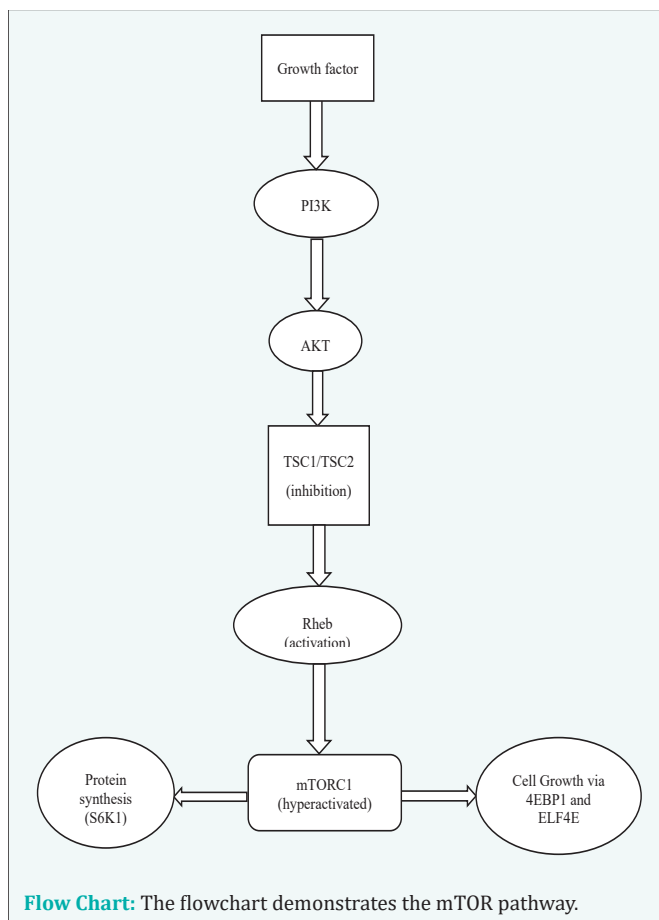 Growth factor
PI3K
AKT
TSC1/TSC2
(inhibition)
Rheb
(activation)
mTORC1
(hyperactivated)
Protein
synthesis
(S6K1)
Cell Growth via
4EBP1 and
ELF4E
Flow Chart: The flowchart demonstrates the mTOR pathway.